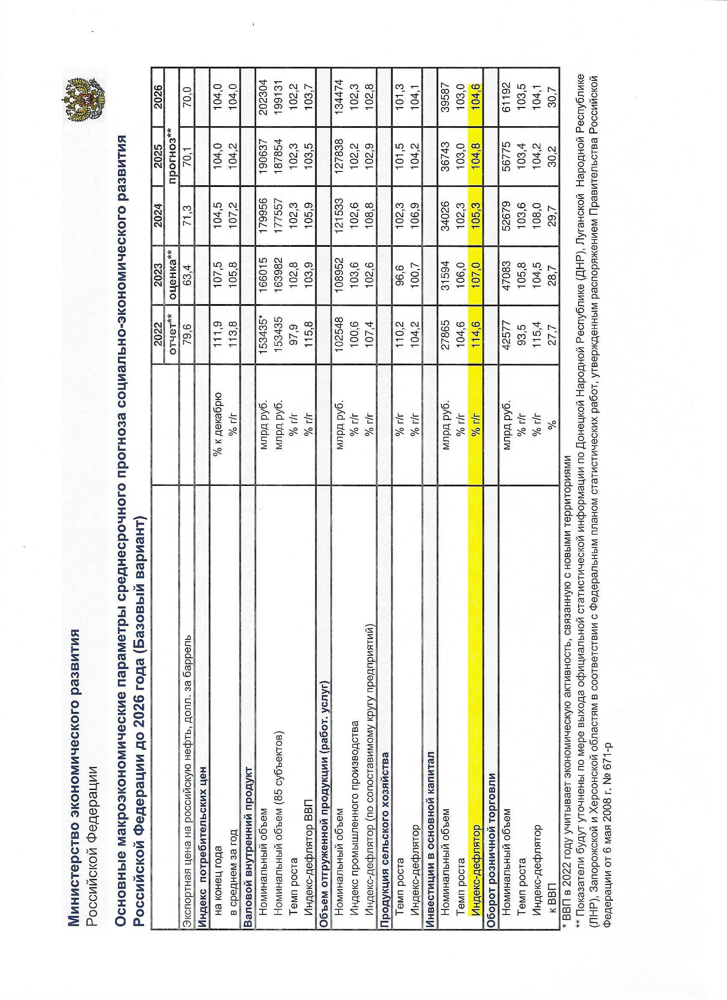 Министерство экономического развития
Российской Федерации
Основные макроэкономические параметры среднесрочного прогноза социально-экономического развития
Российской Федерации до 2026 года (Базовый вариант)
2022 2023 2024 2025 2026
отчет** оценка** прогноз**
Экспортная цена на российскую нефть, долл. за баррель 79,6 63,4 71,3 70,1 70,0
Индекс потребительских цен
на конец года % к декабрю 111,9 107,5 104,5 104,0 104,0
в среднем за год % г/г 113,8 105,8 107,2 104,2 104,0
Валовой внутренний продукт
Номинальный объем млрд руб. 153435* 166015 179956 190637 202304
Номинальный объем (85 субъектов) млрд руб. 153435 163982 177557 187854 199131
Темп роста % г/г 97,9 102,8 102,3 102,3 102,2
Индекс-дефлятор ВВП % г/г 115,8 103,9 105,9 103,5 103,7
Объем отгруженной продукции (работ. услуг)
Номинальный объем млрд руб. 102548 108952 121533 127838 134474
Индекс промышленного производства % г/г 100,6 103,6 102,6 102,2 102,3
Индекс-дефлятор (по сопоставимому кругу предприятий) % г/г 107,4 102,6 108,8 102,9 102,8
Продукция сельского хозяйства
Темп роста % г/г 110,2 96,6 102,3 101,5 101,3
Индекс-дефлятор % г/г 104,2 100,7 106,9 104,2 104,1
Инвестиции в основной капитал
Номинальный объем млрд руб. 27865 31594 34026 36743 39587
Темп роста % г/г 104,6 106,0 102,3 103,0 103,0
Индекс-дефлятор % г/г 114,6 107,0 105,3 104,8 104,6
Оборот розничной торговли
Номинальный объем млрд руб. 42577 47083 52679 56775 61192
Темп роста % г/г 93,5 105,8 103,6 103,4 103,5
Индекс-дефлятор % г/г 115,4 104,5 108,0 104,2 104,1
к ВВП % 27,7 28,7 29,7 30,2 30,7
* ВВП в 2022 году учитывает экономическую активность, связанную с новыми территориями
** Показатели будут уточнены по мере выхода официальной статистической информации по Донецкой Народной Республике (ДНР), Луганской Народной Республике
(ЛНР), Запорожской и Херсонской областям в соответствии с Федеральным планом статистических работ, утвержденным распоряжением Правительства Российской
Федерации от 6 мая 2008 г. № 671-р